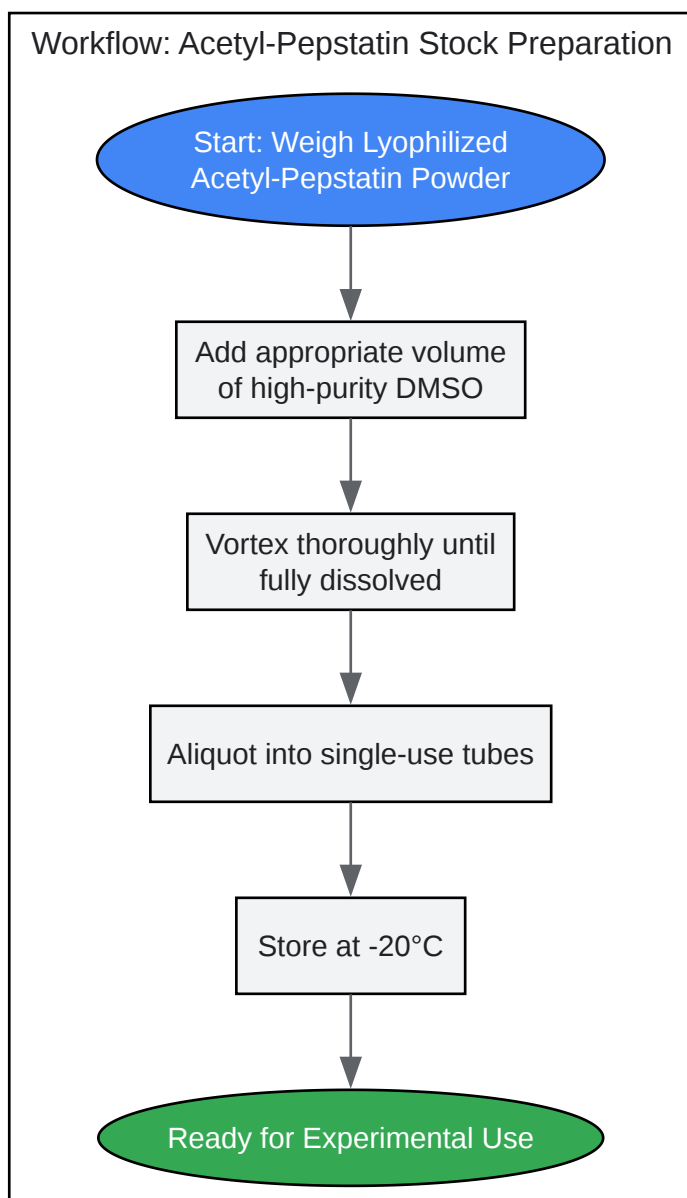 Workflow: Acetyl-Pepstatin Stock Preparation
Start: Weigh Lyophilized
Acetyl-Pepstatin Powder
Add appropriate volume
of high-purity DMSO
Vortex thoroughly until
fully dissolved
Aliquot into single-use tubes
Store at -20°C
Ready for Experimental Use